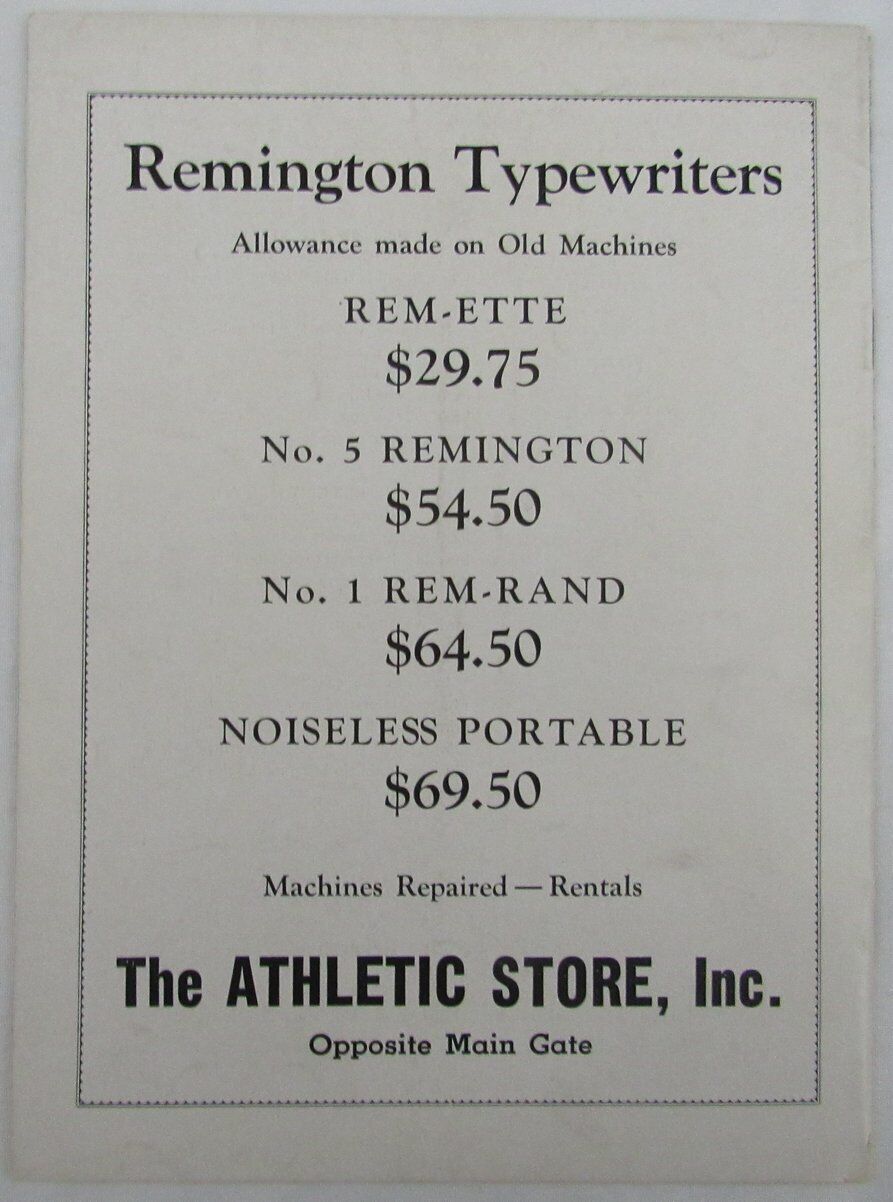 Remington Typewriters
Allowance made on Old Machines
REM-ETTE
$29.75
No. 5 REMINGTON
$54.50
No. 1 REM-RAND
$64.50
NOISELESS PORTABLE
$69.50
Machines Repaired — Rentals
The ATHLETIC STORE, Inc.
Opposite Main Gate